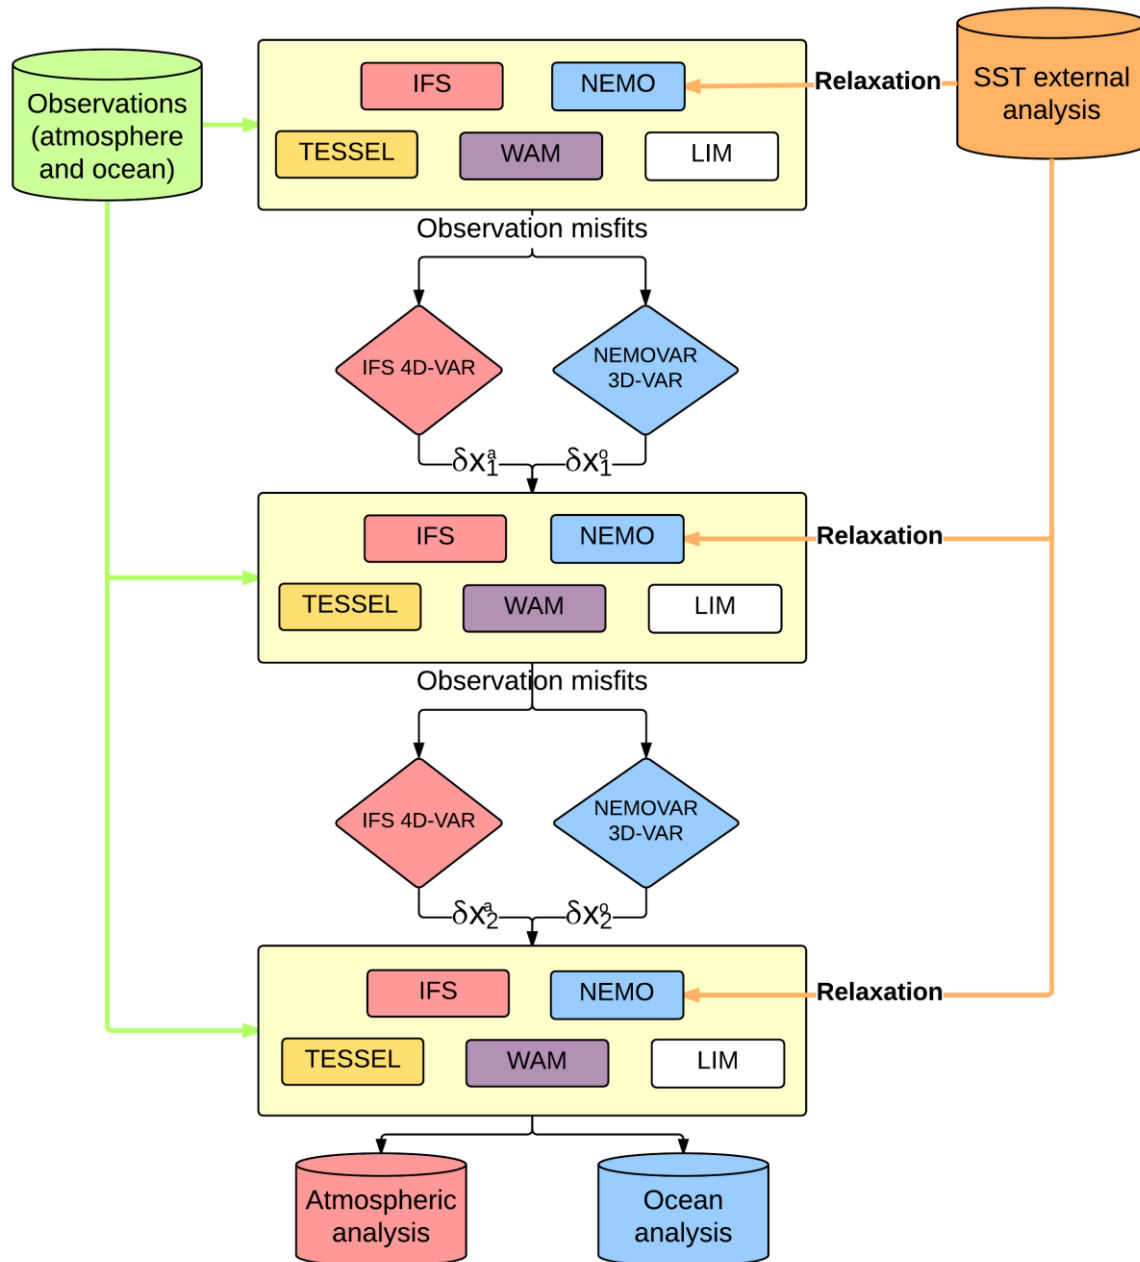 Observations
(atmosphere
and ocean)
IFS
NEMO
Relaxation
SST external
analysis
TESSEL
WAM
LIM
Observation misfits
IFS 4D-VAR
NEMOVAR
3D-VAR
δx₁ᵃ
δx₁ᵒ
IFS
NEMO
Relaxation
TESSEL
WAM
LIM
Observation misfits
IFS 4D-VAR
NEMOVAR
3D-VAR
δx₂ᵃ
δx₂ᵒ
IFS
NEMO
Relaxation
TESSEL
WAM
LIM
Atmospheric
analysis
Ocean
analysis